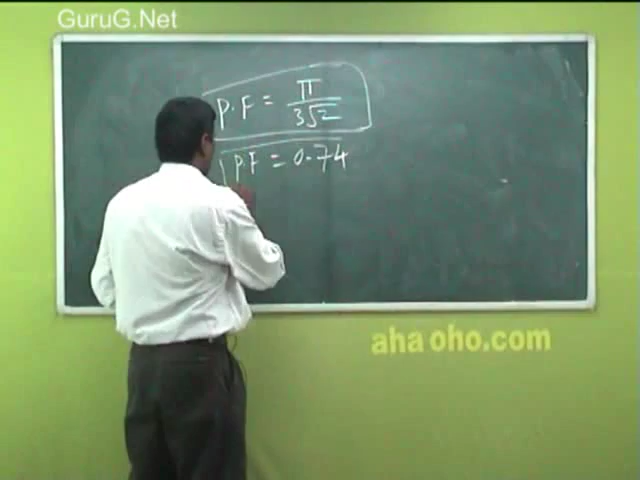 GuruG.Net
P.F = π/3√2
P.F = 0.74
aha oho.com